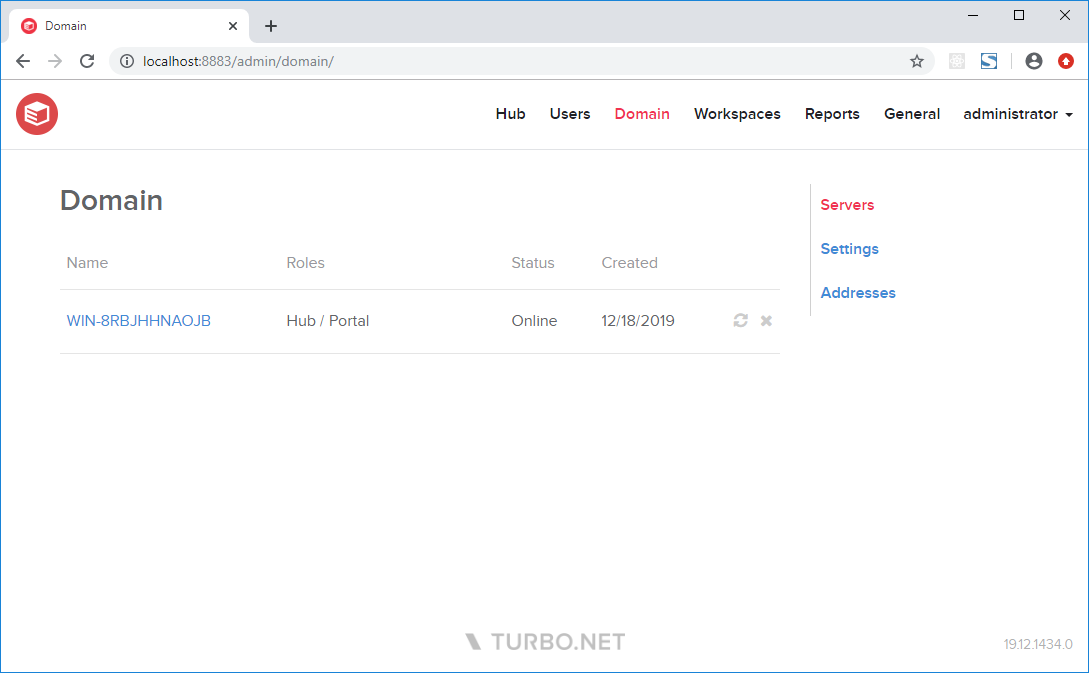 Domain
localhost:8883/admin/domain/
Hub Users Domain Workspaces Reports General administrator
Domain
Servers
Settings
Addresses
Name Roles Status Created
WIN-8RBJHHNAOJB Hub / Portal Online 12/18/2019
TURBO.NET
19.12.1434.0